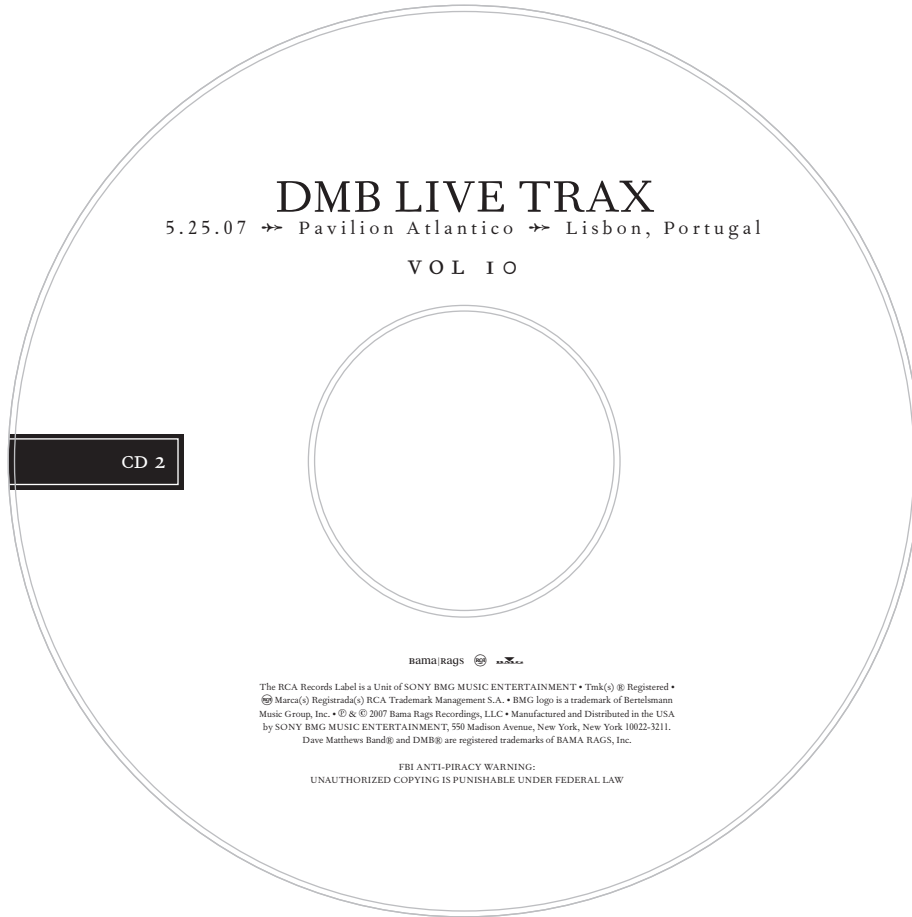 DMB LIVE TRAX
5.25.07 ➳ Pavilion Atlantico ➳ Lisbon, Portugal
VOL 10
CD 2
Bama|Rags RCA BMG
The RCA Records Label is a Unit of SONY BMG MUSIC ENTERTAINMENT • Tmk(s) ® Registered •
RCA Marca(s) Registrada(s) RCA Trademark Management S.A. • BMG logo is a trademark of Bertelsmann
Music Group, Inc. • ℗ & © 2007 Bama Rags Recordings, LLC • Manufactured and Distributed in the USA
by SONY BMG MUSIC ENTERTAINMENT, 550 Madison Avenue, New York, New York 10022-3211.
Dave Matthews Band® and DMB® are registered trademarks of BAMA RAGS, Inc.
FBI ANTI-PIRACY WARNING:
UNAUTHORIZED COPYING IS PUNISHABLE UNDER FEDERAL LAW